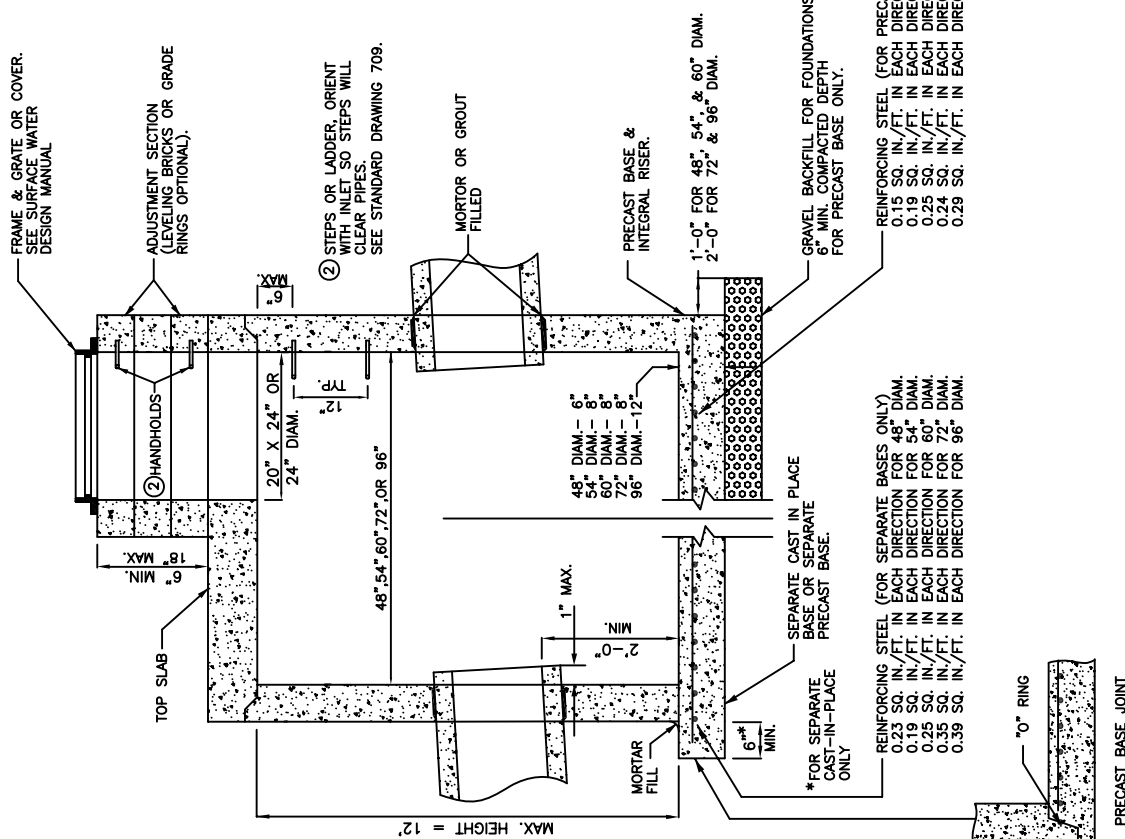 FRAME & GRATE OR COVER.
SEE SURFACE WATER
DESIGN MANUAL
ADJUSTMENT SECTION
(LEVELING BRICKS OR GRADE
RINGS OPTIONAL).
② STEPS OR LADDER, ORIENT
WITH INLET SO STEPS WILL
CLEAR PIPES.
SEE STANDARD DRAWING 709.
MORTOR OR GROUT
FILLED
PRECAST BASE &
INTEGRAL RISER.
1'-0" FOR 48", 54", & 60" DIAM.
2'-0" FOR 72" & 96" DIAM.
GRAVEL BACKFILL FOR FOUNDATIONS
6" MIN. COMPACTED DEPTH
FOR PRECAST BASE ONLY.
REINFORCING STEEL (FOR
0.15 SQ. IN./FT. IN EACH
0.19 SQ. IN./FT. IN EACH
0.25 SQ. IN./FT. IN EACH
0.24 SQ. IN./FT. IN EACH
0.29 SQ. IN./FT. IN EACH
② HANDHOLDS
6" MAX.
20" X 24" OR
24" DIAM.
12"
TYP.
6" MIN.
18" MAX.
TOP SLAB
48",54",60",72",OR 96"
48" DIAM.- 6"
54" DIAM.- 8"
60" DIAM.- 8"
72" DIAM.- 8"
96" DIAM.-12"
1" MAX.
2'-0"
MIN.
MAX. HEIGHT = 12'
MORTAR
FILL
6"*
MIN.
*FOR SEPARATE
CAST-IN-PLACE
ONLY
SEPARATE CAST IN PLACE
BASE OR SEPARATE
PRECAST BASE.
REINFORCING STEEL (FOR SEPARATE BASES ONLY)
0.23 SQ. IN./FT. IN EACH DIRECTION FOR 48" DIAM.
0.19 SQ. IN./FT. IN EACH DIRECTION FOR 54" DIAM.
0.25 SQ. IN./FT. IN EACH DIRECTION FOR 60" DIAM.
0.35 SQ. IN./FT. IN EACH DIRECTION FOR 72" DIAM.
0.39 SQ. IN./FT. IN EACH DIRECTION FOR 96" DIAM.
"O" RING
PRECAST BASE JOINT